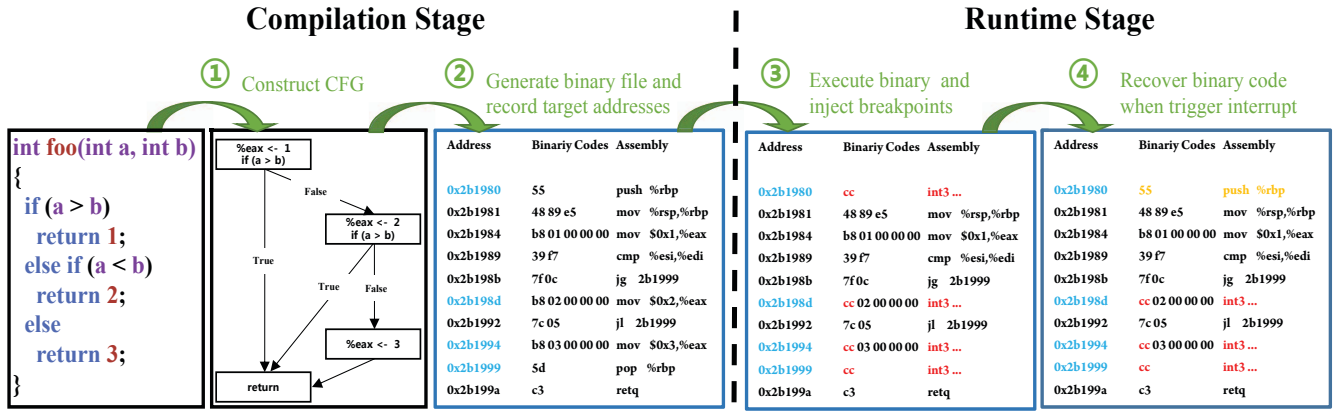 Compilation Stage
Runtime Stage
① Construct CFG
② Generate binary file and
record target addresses
③ Execute binary and
inject breakpoints
④ Recover binary code
when trigger interrupt
int foo(int a, int b)
{
if (a > b)
return 1;
else if (a < b)
return 2;
else
return 3;
}
%eax <- 1
if (a > b)
False
%eax <- 2
if (a > b)
True
True
False
%eax <- 3
return
Address Binariy Codes Assembly
0x2b1980 55 push %rbp
0x2b1981 48 89 e5 mov %rsp,%rbp
0x2b1984 b8 01 00 00 00 mov $0x1,%eax
0x2b1989 39 f7 cmp %esi,%edi
0x2b198b 7f 0c jg 2b1999
0x2b198d b8 02 00 00 00 mov $0x2,%eax
0x2b1992 7c 05 jl 2b1999
0x2b1994 b8 03 00 00 00 mov $0x3,%eax
0x2b1999 5d pop %rbp
0x2b199a c3 retq
Address Binariy Codes Assembly
0x2b1980 cc int3 ...
0x2b1981 48 89 e5 mov %rsp,%rbp
0x2b1984 b8 01 00 00 00 mov $0x1,%eax
0x2b1989 39 f7 cmp %esi,%edi
0x2b198b 7f 0c jg 2b1999
0x2b198d cc 02 00 00 00 int3 ...
0x2b1992 7c 05 jl 2b1999
0x2b1994 cc 03 00 00 00 int3 ...
0x2b1999 cc int3 ...
0x2b199a c3 retq
Address Binariy Codes Assembly
0x2b1980 55 push %rbp
0x2b1981 48 89 e5 mov %rsp,%rbp
0x2b1984 b8 01 00 00 00 mov $0x1,%eax
0x2b1989 39 f7 cmp %esi,%edi
0x2b198b 7f 0c jg 2b1999
0x2b198d cc 02 00 00 00 int3 ...
0x2b1992 7c 05 jl 2b1999
0x2b1994 cc 03 00 00 00 int3 ...
0x2b1999 cc int3 ...
0x2b199a c3 retq